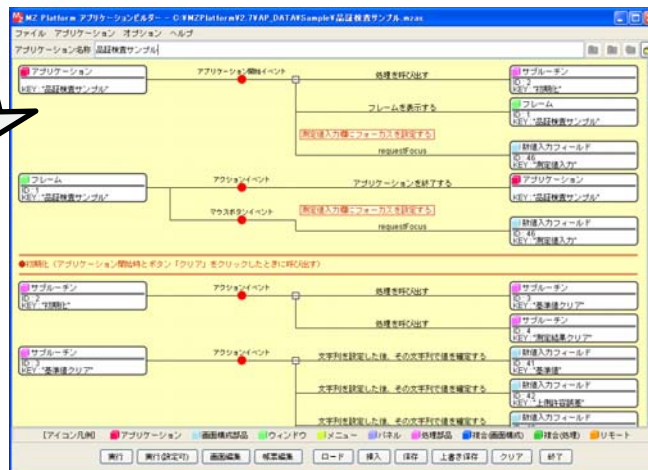 MZ Platform アプリケーションビルダー - C:¥MZPlatform¥2.7¥AP_DATA¥Sample¥品証検査サンプル.mzax
ファイル アプリケーション オプション ヘルプ
アプリケーション名称 品証検査サンプル
アプリケーション
KEY:"品証検査サンプル"
アプリケーション開始イベント
処理を呼び出す
サブルーチン
ID:2
KEY:"初期化"
フレームを表示する
フレーム
ID:1
KEY:"品証検査サンプル"
測定値入力欄にフォーカスを設定する
requestFocus
数値入力フィールド
ID:46
KEY:"測定値入力"
フレーム
ID:1
KEY:"品証検査サンプル"
アクションイベント
アプリケーションを終了する
アプリケーション
KEY:"品証検査サンプル"
マウスボタンイベント
測定値入力欄にフォーカスを設定する
requestFocus
数値入力フィールド
ID:46
KEY:"測定値入力"
●初期化（アプリケーション開始時とボタン「クリア」をクリックしたときに呼び出す）
サブルーチン
ID:2
KEY:"初期化"
アクションイベント
処理を呼び出す
サブルーチン
ID:3
KEY:"基準値クリア"
処理を呼び出す
サブルーチン
ID:4
KEY:"測定結果クリア"
サブルーチン
ID:3
KEY:"基準値クリア"
アクションイベント
文字列を設定した後、その文字列で値を確定する
数値入力フィールド
ID:41
KEY:"基準値"
文字列を設定した後、その文字列で値を確定する
数値入力フィールド
ID:42
KEY:"上側許容誤差"
文字列を設定した後、その文字列で値を確定する
数値入力フィールド
[アイコン凡例] アプリケーション 画面構成部品 ウィンドウ メニュー パネル 処理部品 複合(画面構成) 複合(処理) リモート
実行 実行(設定可) 画面編集 帳票編集 ロード 挿入 保存 上書き保存 クリア 終了